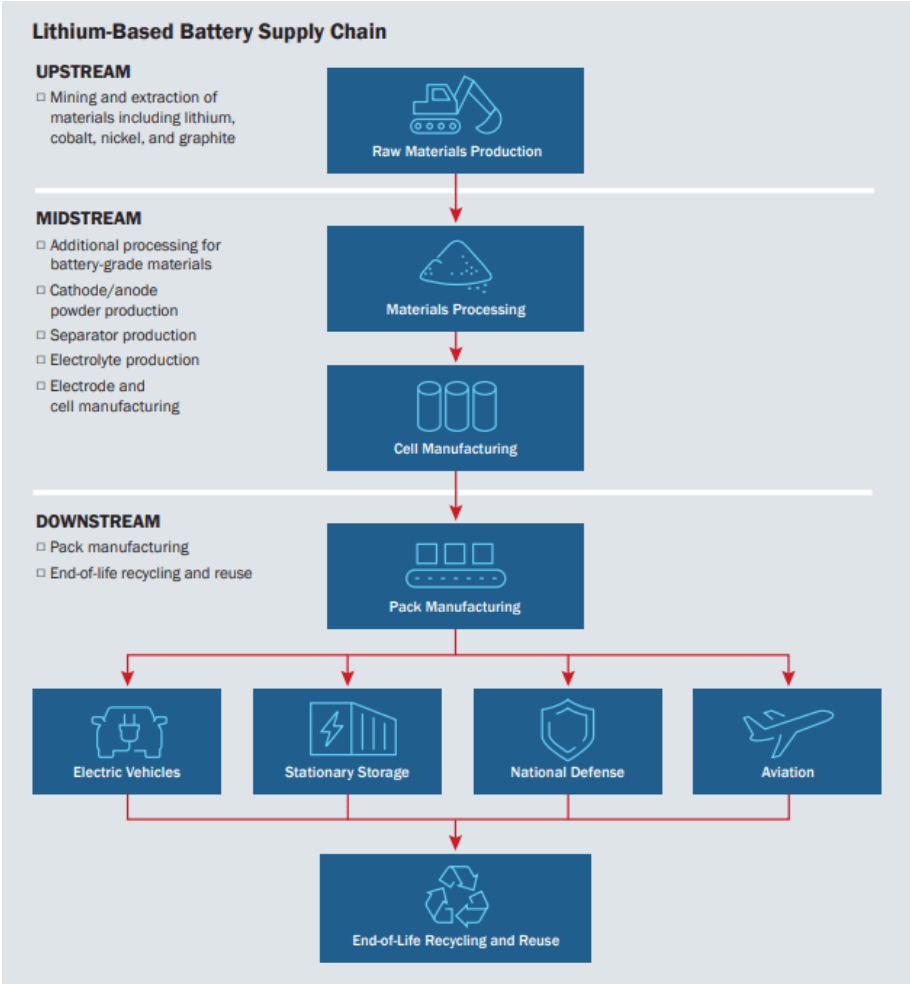 Lithium-Based Battery Supply Chain
UPSTREAM
□ Mining and extraction of
materials including lithium,
cobalt, nickel, and graphite
Raw Materials Production
MIDSTREAM
□ Additional processing for
battery-grade materials
□ Cathode/anode
powder production
□ Separator production
□ Electrolyte production
□ Electrode and
cell manufacturing
Materials Processing
Cell Manufacturing
DOWNSTREAM
□ Pack manufacturing
□ End-of-life recycling and reuse
Pack Manufacturing
Electric Vehicles
Stationary Storage
National Defense
Aviation
End-of-Life Recycling and Reuse